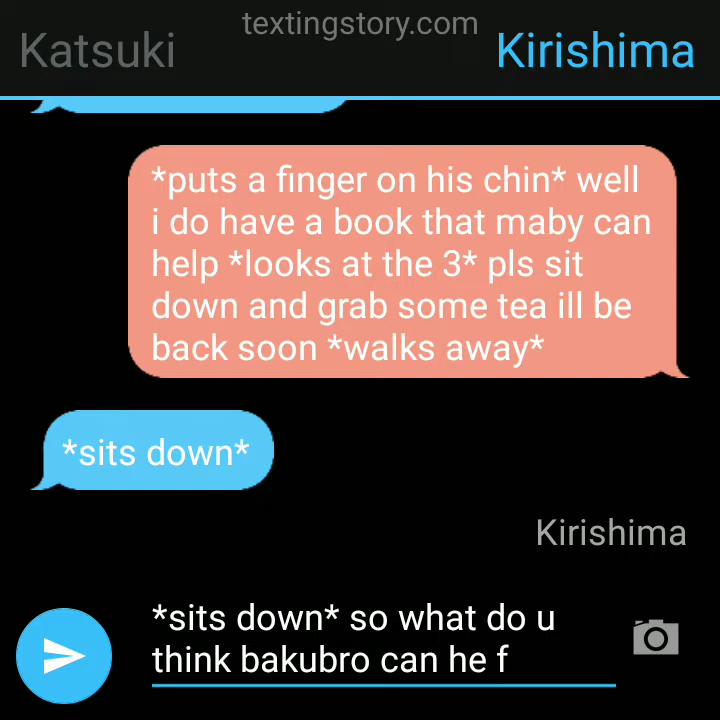 textingstory.com
Katsuki
Kirishima
*puts a finger on his chin* well
i do have a book that maby can
help *looks at the 3* pls sit
down and grab some tea ill be
back soon *walks away*
*sits down*
Kirishima
*sits down* so what do u
think bakubro can he f